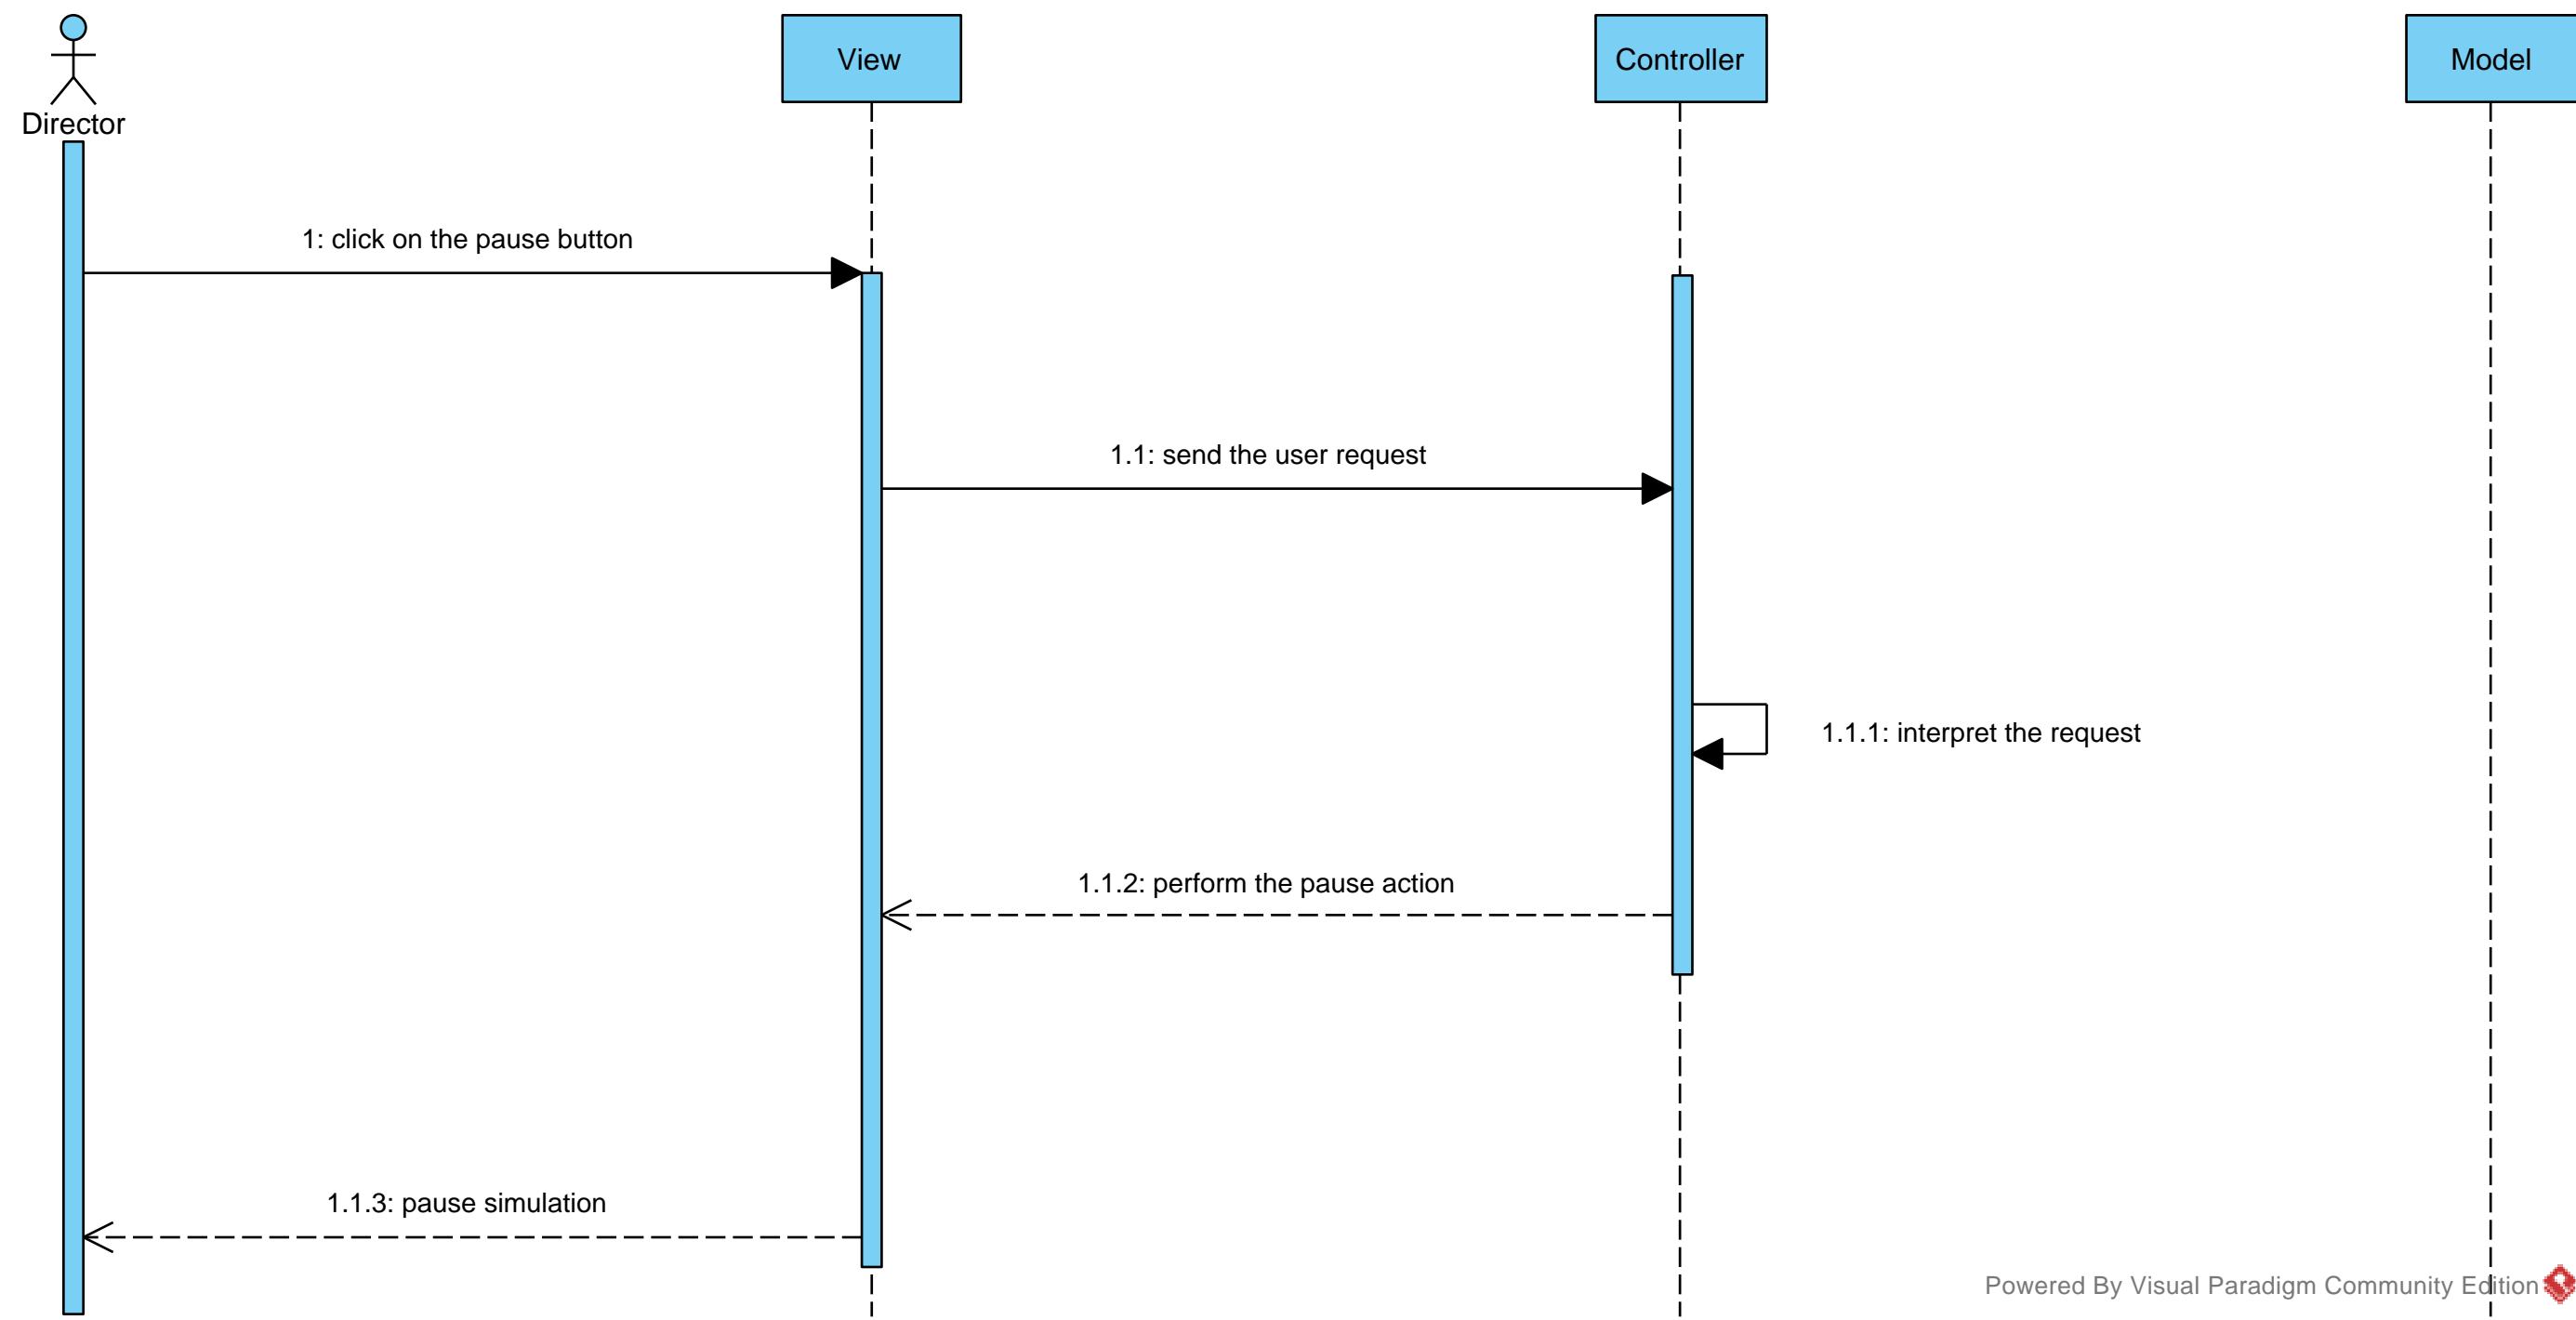 Director
View
Controller
Model
1: click on the pause button
1.1: send the user request
1.1.1: interpret the request
1.1.2: perform the pause action
1.1.3: pause simulation
Powered By Visual Paradigm Community Edition